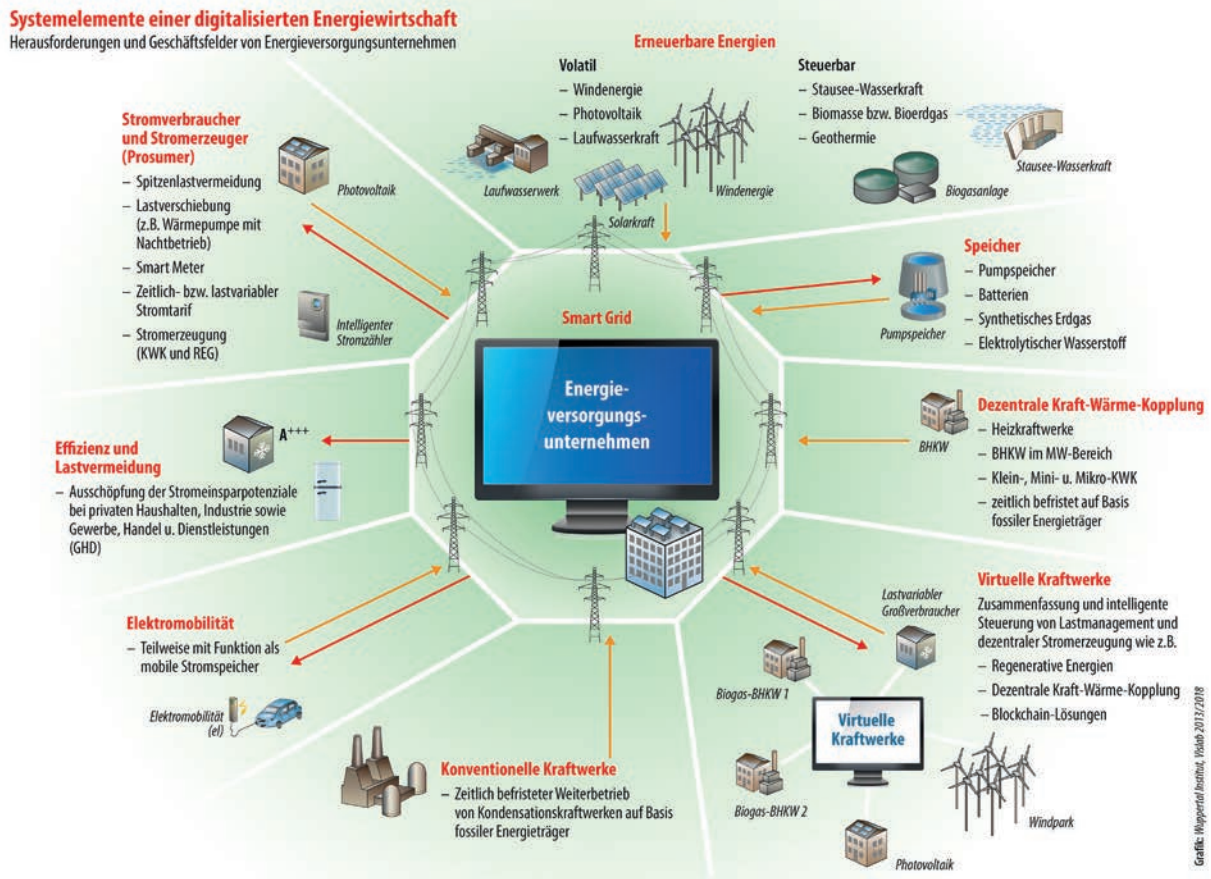 Systemelemente einer digitalisierten Energiewirtschaft
Herausforderungen und Geschäftsfelder von Energieversorgungsunternehmen
Erneuerbare Energien
Volatil
– Windenergie
– Photovoltaik
– Laufwasserkraft
Steuerbar
– Stausee-Wasserkraft
– Biomasse bzw. Bioerdgas
– Geothermie
Laufwasserwerk
Solarkraft
Windenergie
Biogasanlage
Stausee-Wasserkraft
Stromverbraucher
und Stromerzeuger
(Prosumer)
– Spitzenlastvermeidung
– Lastverschiebung
(z.B. Wärmepumpe mit
Nachtbetrieb)
– Smart Meter
– Zeitlich- bzw. lastvariabler
Stromtarif
– Stromerzeugung
(KWK und REG)
Photovoltaik
Intelligenter
Stromzähler
Speicher
– Pumpspeicher
– Batterien
– Synthetisches Erdgas
– Elektrolytischer Wasserstoff
Pumpspeicher
Smart Grid
Energie-
versorgungs-
unternehmen
Dezentrale Kraft-Wärme-Kopplung
– Heizkraftwerke
– BHKW im MW-Bereich
– Klein-, Mini- u. Mikro-KWK
– zeitlich befristet auf Basis
fossiler Energieträger
BHKW
A+++
Effizienz und
Lastvermeidung
– Ausschöpfung der Stromeinsparpotenziale
bei privaten Haushalten, Industrie sowie
Gewerbe, Handel u. Dienstleistungen
(GHD)
Virtuelle Kraftwerke
Zusammenfassung und intelligente
Steuerung von Lastmanagement und
dezentraler Stromerzeugung wie z.B.
– Regenerative Energien
– Dezentrale Kraft-Wärme-Kopplung
– Blockchain-Lösungen
Lastvariabler
Großverbraucher
Biogas-BHKW 1
Virtuelle
Kraftwerke
Biogas-BHKW 2
Windpark
Photovoltaik
Elektromobilität
– Teilweise mit Funktion als
mobile Stromspeicher
Elektromobilität
(el)
Konventionelle Kraftwerke
– Zeitlich befristeter Weiterbetrieb
von Kondensationskraftwerken auf Basis
fossiler Energieträger
Grafik: Wuppertal Institut, Vislab 2013/2018